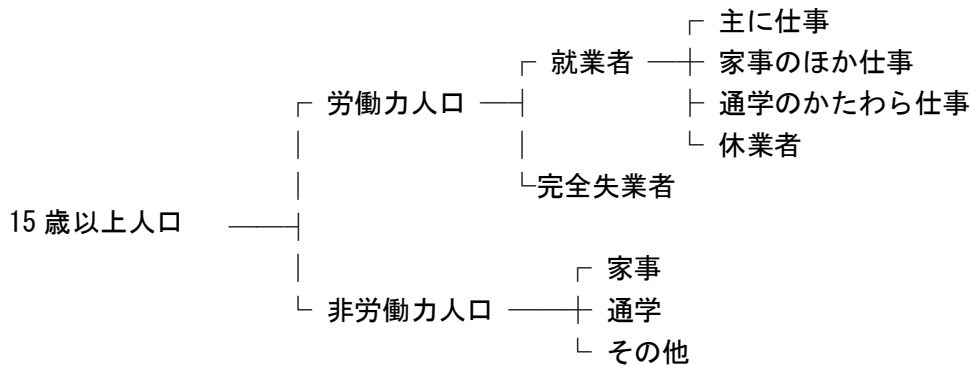 主に仕事
就業者
家事のほか仕事
労働力人口
通学のかたわら仕事
休業者
完全失業者
15歳以上人口
家事
非労働力人口
通学
その他